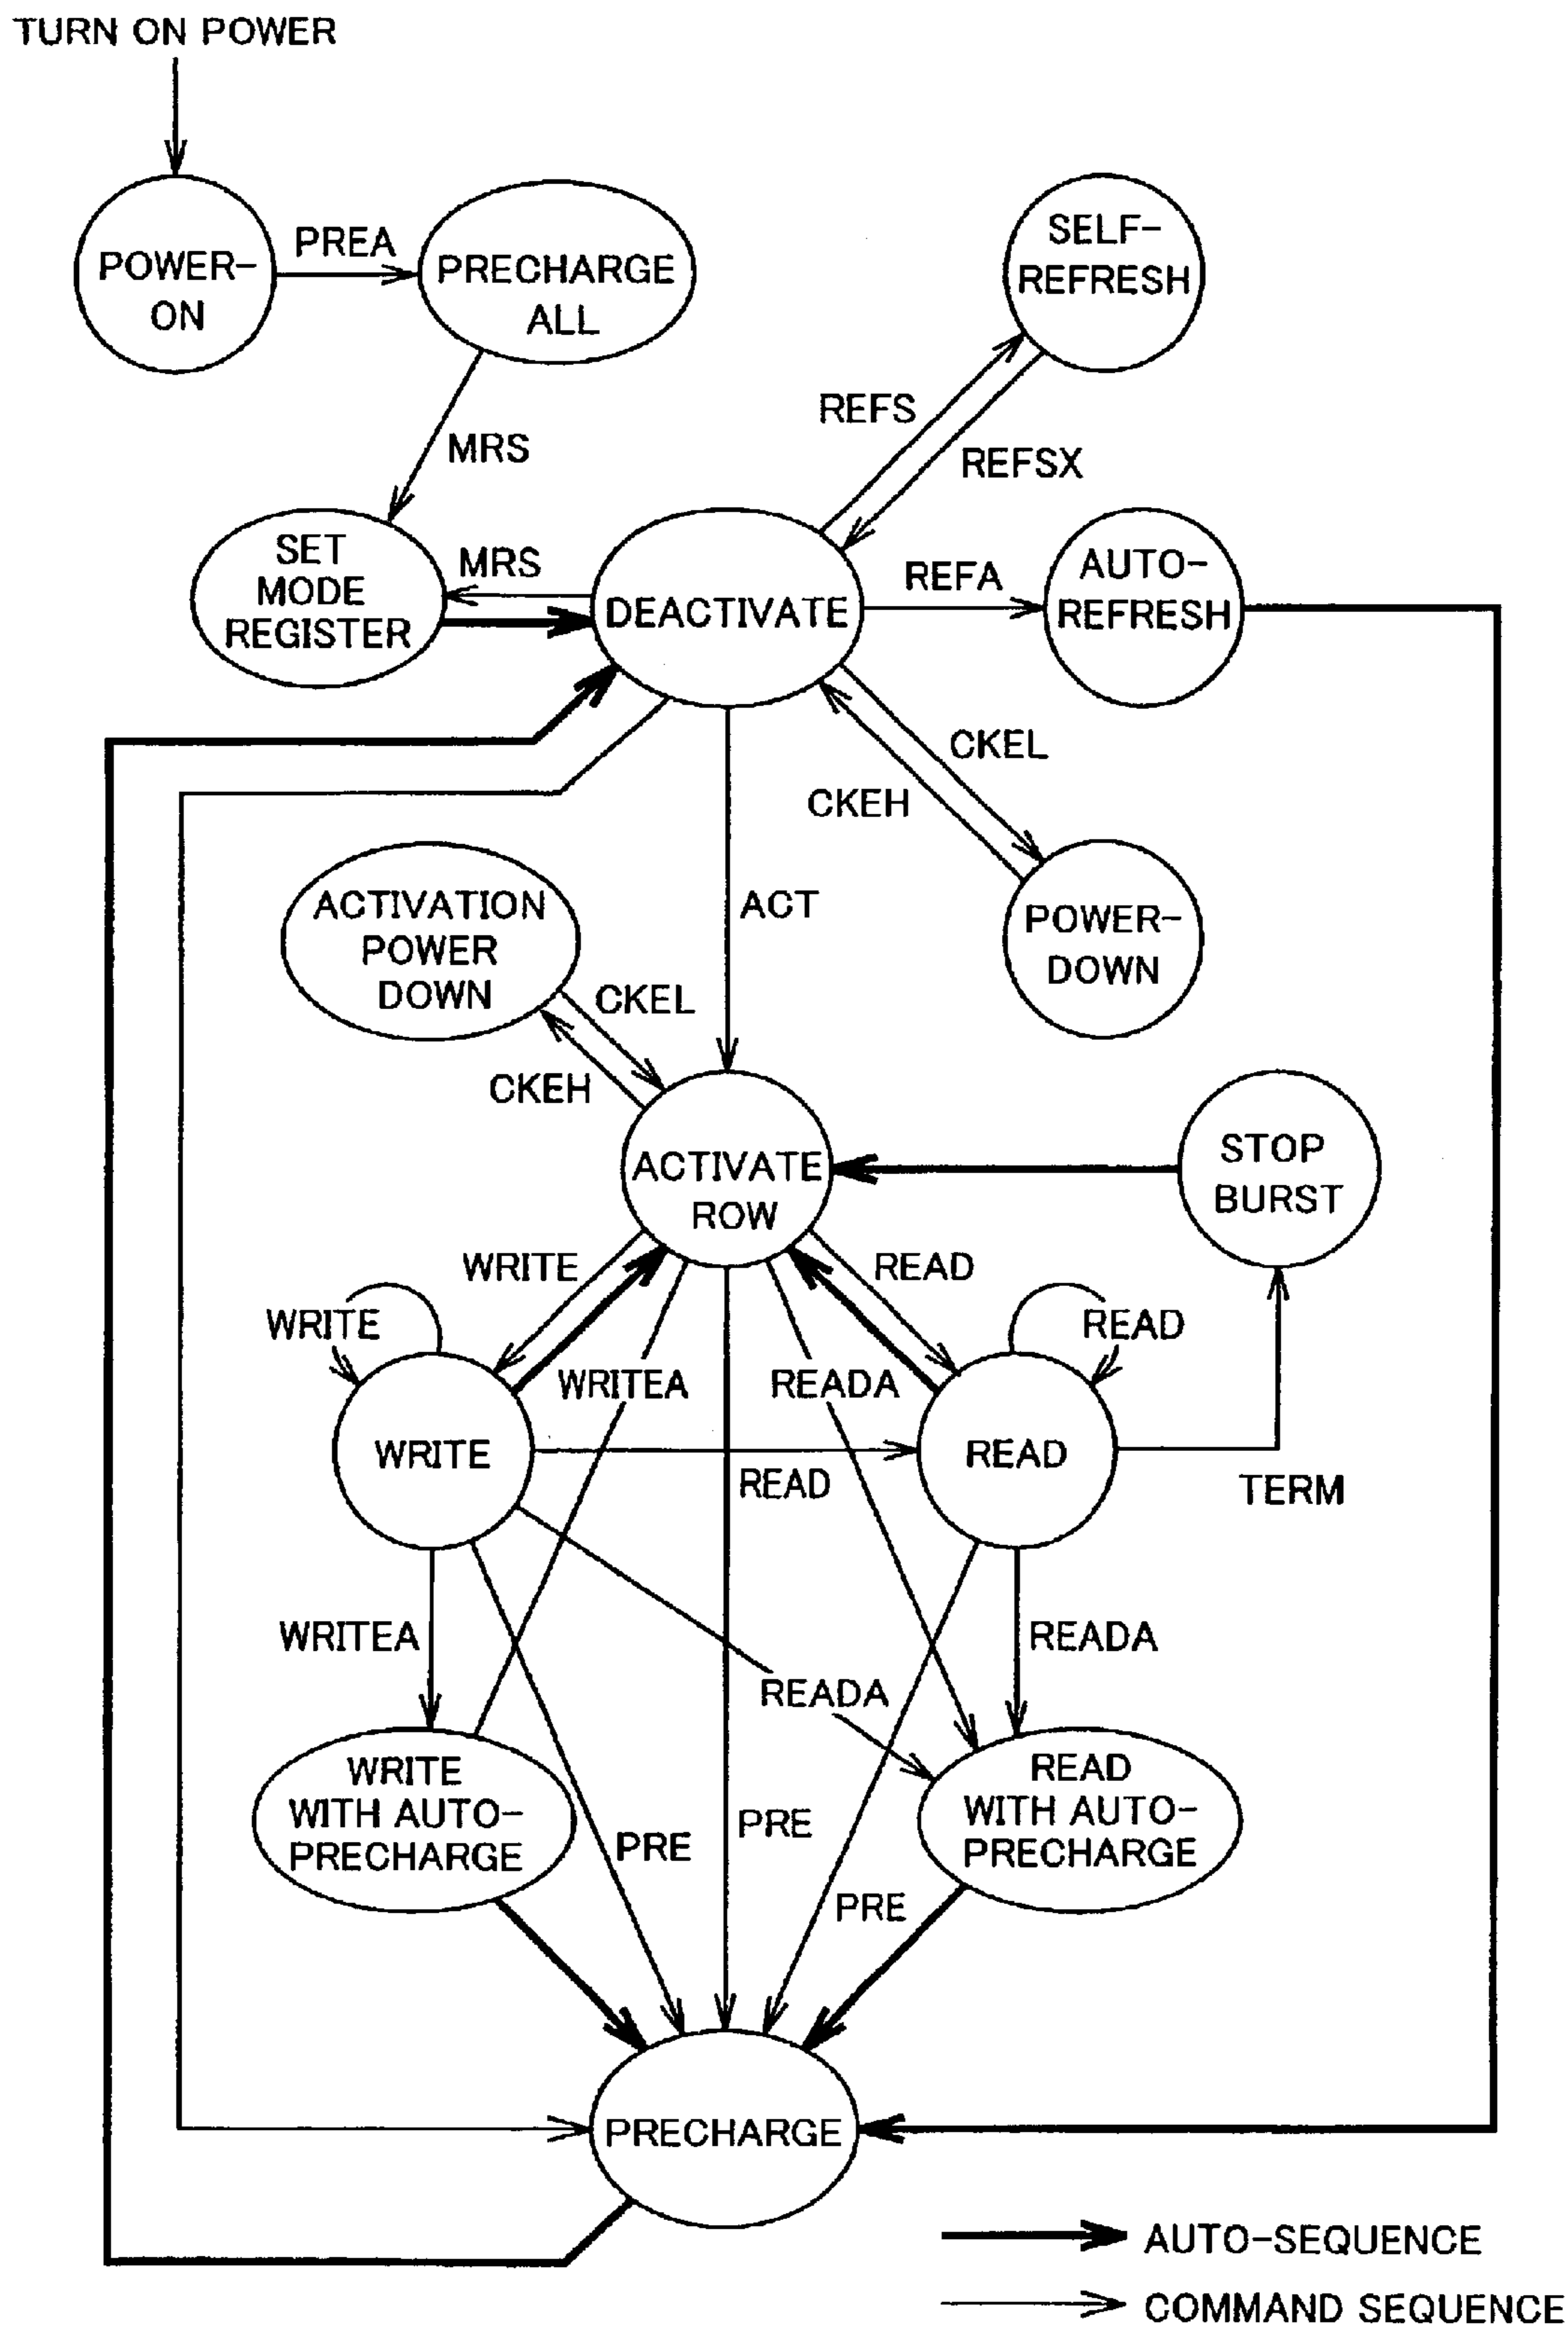 TURN ON POWER
POWER-
ON
PREA
PRECHARGE
ALL
SELF-
REFRESH
MRS
REFS
REFSX
SET
MODE
REGISTER
MRS
DEACTIVATE
REFA
AUTO-
REFRESH
CKEL
CKEH
ACTIVATION
POWER
DOWN
ACT
POWER-
DOWN
CKEL
CKEH
ACTIVATE
ROW
STOP
BURST
WRITE
READ
WRITE
READ
WRITEA
READA
WRITE
READ
READ
TERM
WRITEA
READA
READA
WRITE
WITH AUTO-
PRECHARGE
PRE
PRE
READ
WITH AUTO-
PRECHARGE
PRE
PRECHARGE
AUTO-SEQUENCE
COMMAND SEQUENCE